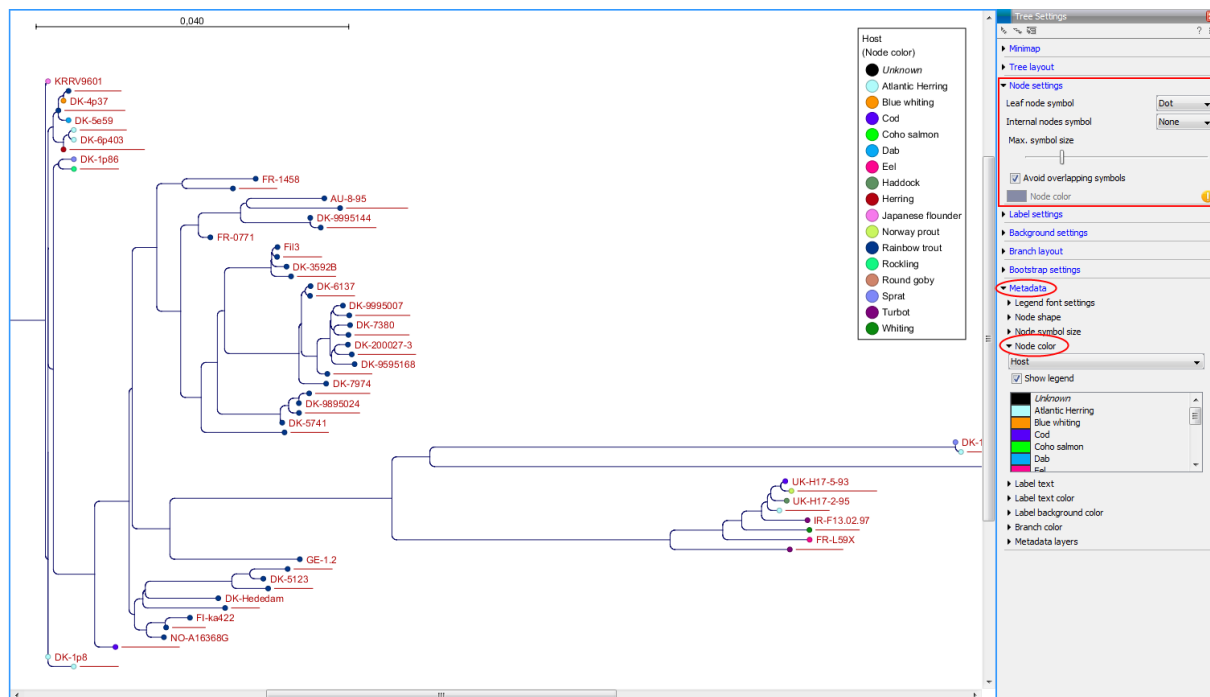 0,040
KRRV9601
DK-4p37
DK-5e59
DK-6p403
DK-1p86
FR-1458
AU-8-95
DK-9995144
FR-0771
Fil3
DK-3592B
DK-6137
DK-9995007
DK-7380
DK-200027-3
DK-9595168
DK-7974
DK-9895024
DK-5741
DK-1
UK-H17-5-93
UK-H17-2-95
IR-F13.02.97
FR-L59X
GE-1.2
DK-5123
DK-Hededam
FI-ka422
NO-A16368G
DK-1p8
Host
(Node color)
Unknown
Atlantic Herring
Blue whiting
Cod
Coho salmon
Dab
Eel
Haddock
Herring
Japanese flounder
Norway prout
Rainbow trout
Rockling
Round goby
Sprat
Turbot
Whiting
Tree Settings
?
Minimap
Tree layout
Node settings
Leaf node symbol Dot
Internal nodes symbol None
Max. symbol size
Avoid overlapping symbols
Node color
Label settings
Background settings
Branch layout
Bootstrap settings
Metadata
Legend font settings
Node shape
Node symbol size
Node color
Host
Show legend
Unknown
Atlantic Herring
Blue whiting
Cod
Coho salmon
Dab
Eel
Label text
Label text color
Label background color
Branch color
Metadata layers